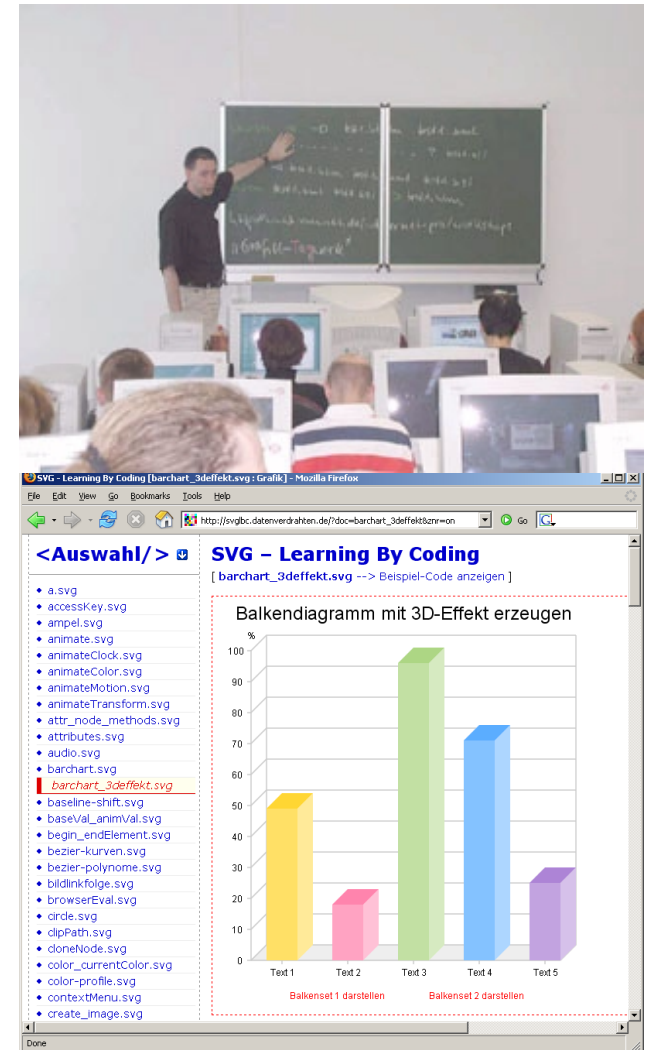 "Grafik-Tagwerk"
SVG - Learning By Coding [barchart_3deffekt.svg : Grafik] - Mozilla Firefox
File Edit View Go Bookmarks Tools Help
http://svglbc.datenverdrahten.de/?doc=barchart_3deffekt&znr=on Go
<Auswahl/>
a.svg
accessKey.svg
ampel.svg
animate.svg
animateClock.svg
animateColor.svg
animateMotion.svg
animateTransform.svg
attr_node_methods.svg
attributes.svg
audio.svg
barchart.svg
barchart_3deffekt.svg
baseline-shift.svg
baseVal_animVal.svg
begin_endElement.svg
bezier-kurven.svg
bezier-polynome.svg
bildlinkfolge.svg
browserEval.svg
circle.svg
clipPath.svg
cloneNode.svg
color_currentColor.svg
color-profile.svg
contextMenu.svg
create_image.svg
SVG – Learning By Coding
[ barchart_3deffekt.svg --> Beispiel-Code anzeigen ]
Balkendiagramm mit 3D-Effekt erzeugen
%
100
90
80
70
60
50
40
30
20
10
0
Text 1 Text 2 Text 3 Text 4 Text 5
Balkenset 1 darstellen Balkenset 2 darstellen
Done